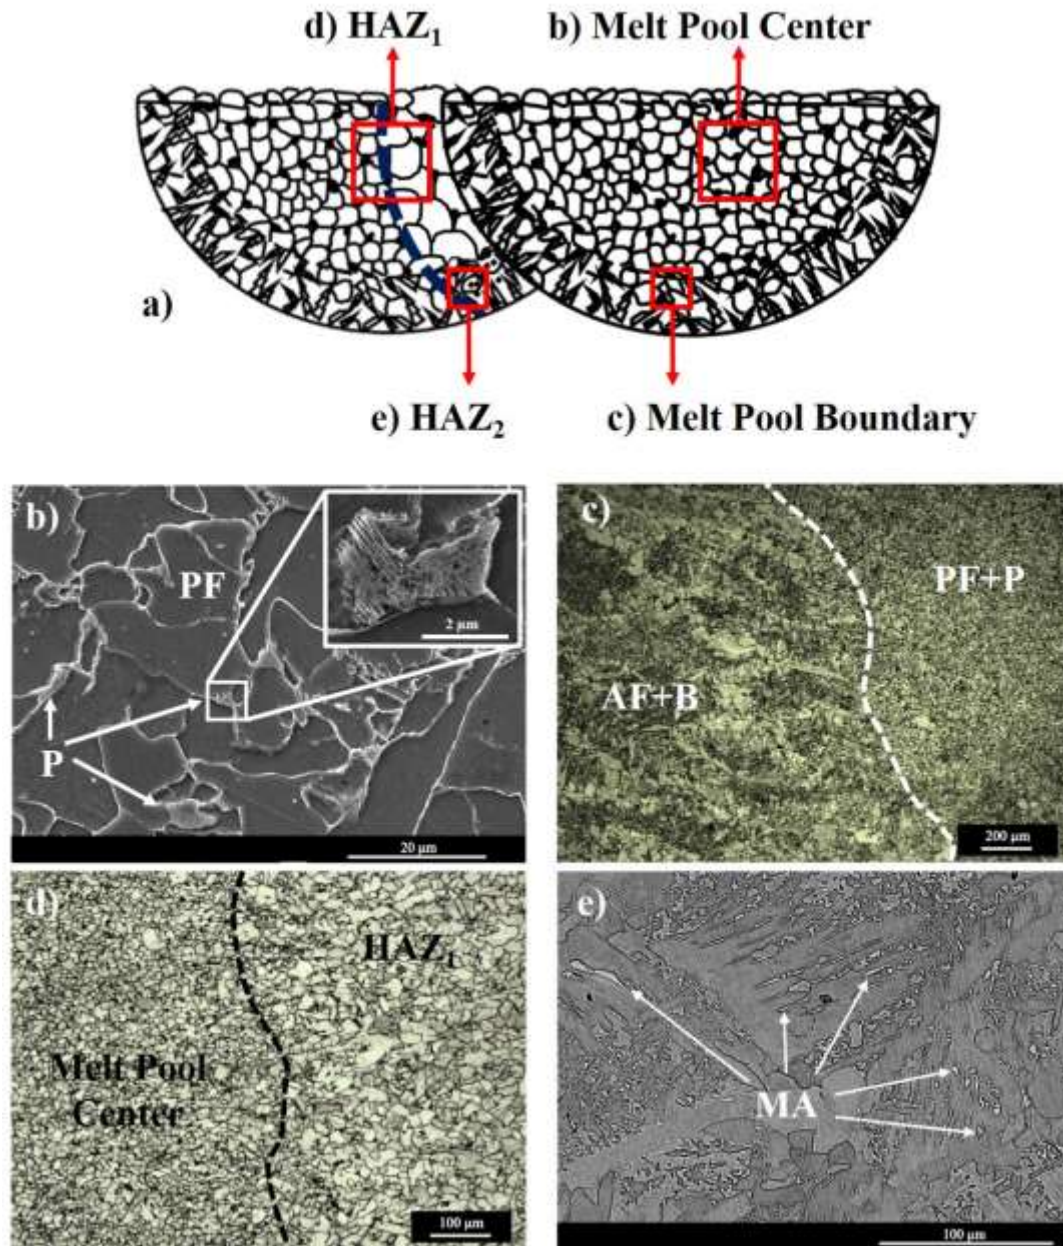 d) HAZ₁
b) Melt Pool Center
a)
e) HAZ₂
c) Melt Pool Boundary
b)
PF
2 µm
P
20 µm
c)
PF+P
AF+B
200 µm
d)
HAZ₁
Melt Pool
Center
100 µm
e)
MA
100 µm